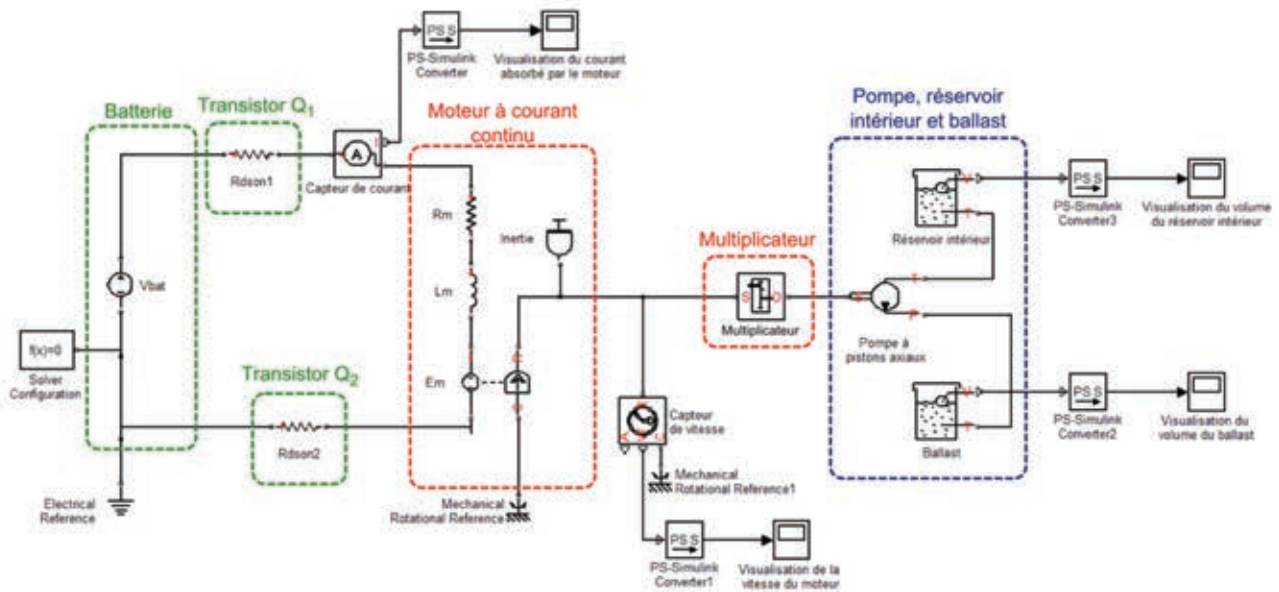 PS S
PS-Simulink
Converter
Visualisation du courant
absorbé par le moteur
Batterie
Transistor Q1
Moteur à courant
continu
Pompe, réservoir
intérieur et ballast
A
Rdson1
Capteur de courant
Rm
Inertie
V
T
Réservoir intérieur
PS S
PS-Simulink
Converter3
Visualisation du volume
du réservoir intérieur
Multiplicateur
Vbat
Lm
S O
Multiplicateur
S
T
P
Pompe à
pistons axiaux
f(x)=0
Solver
Configuration
Transistor Q2
Em
Rdson2
Capteur
de vitesse
V
T
Ballast
PS S
PS-Simulink
Converter2
Visualisation du
volume du ballast
Electrical
Reference
Mechanical
Rotational Reference
Mechanical
Rotational Reference1
PS S
PS-Simulink
Converter1
Visualisation de la
vitesse du moteur